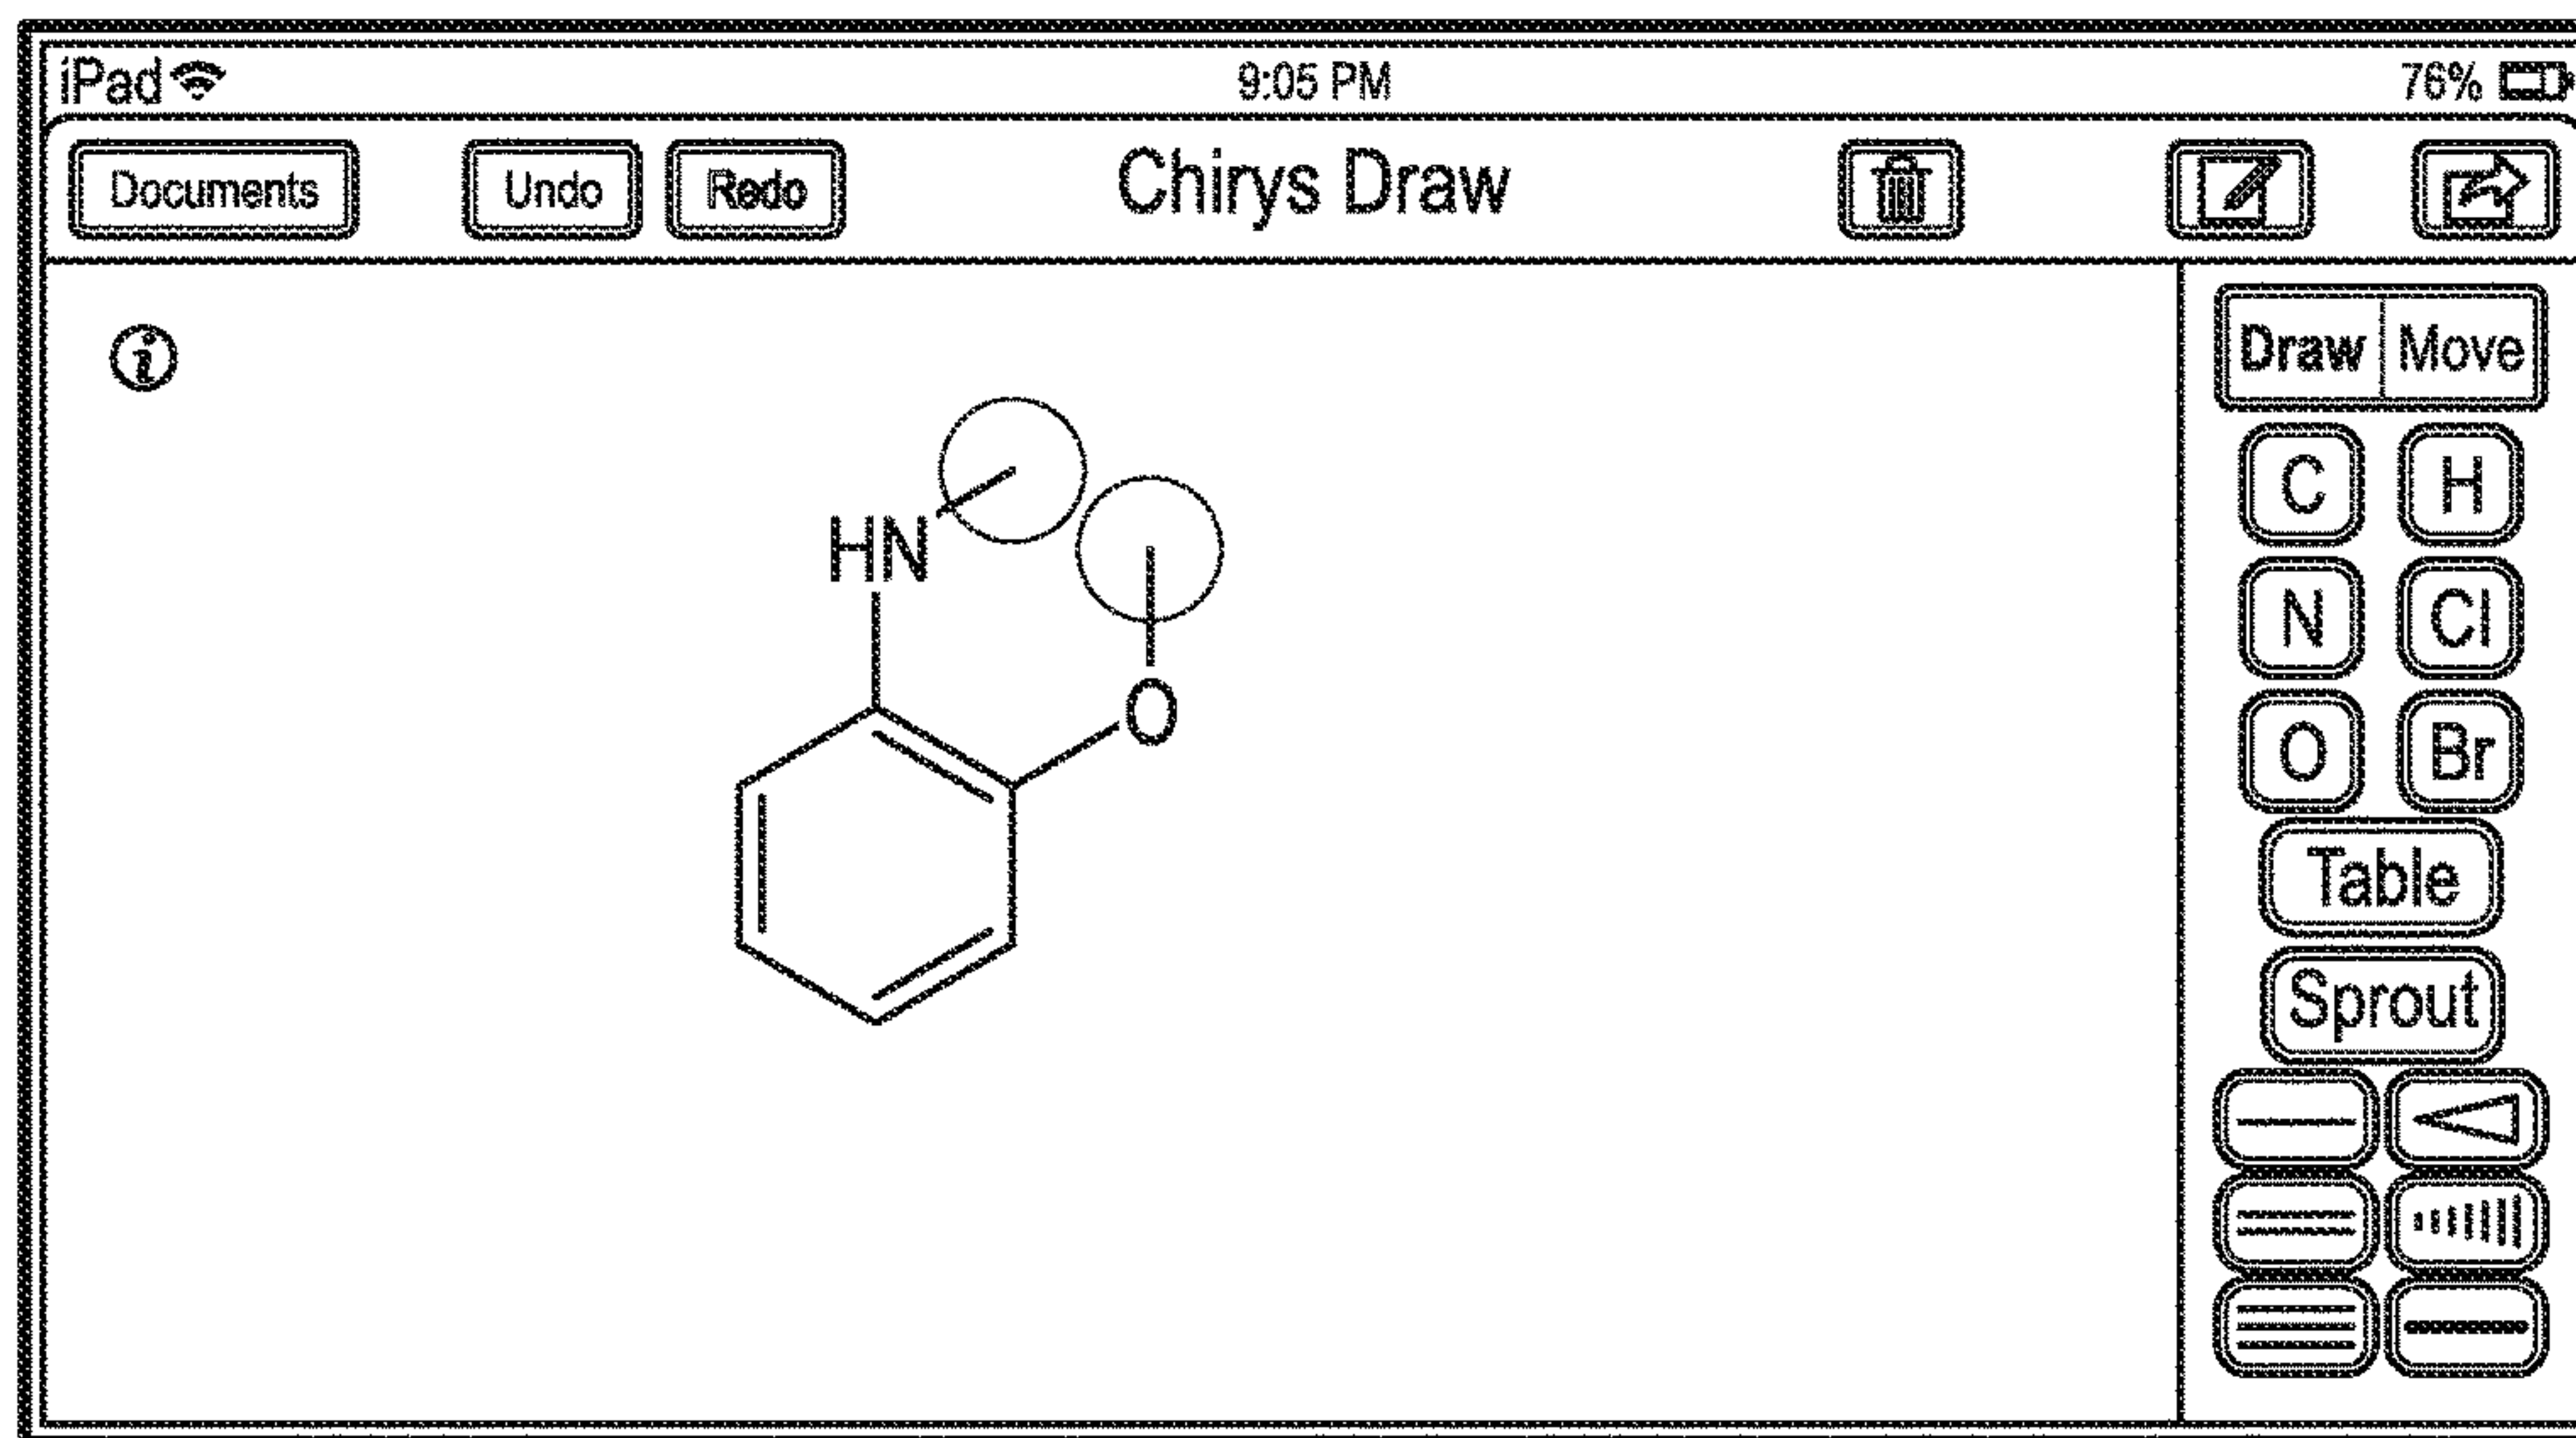 iPad 9:05 PM 76%
Documents Undo Redo Chirys Draw
i
Draw Move
HN
C H
N Cl
O
O Br
Table
Sprout